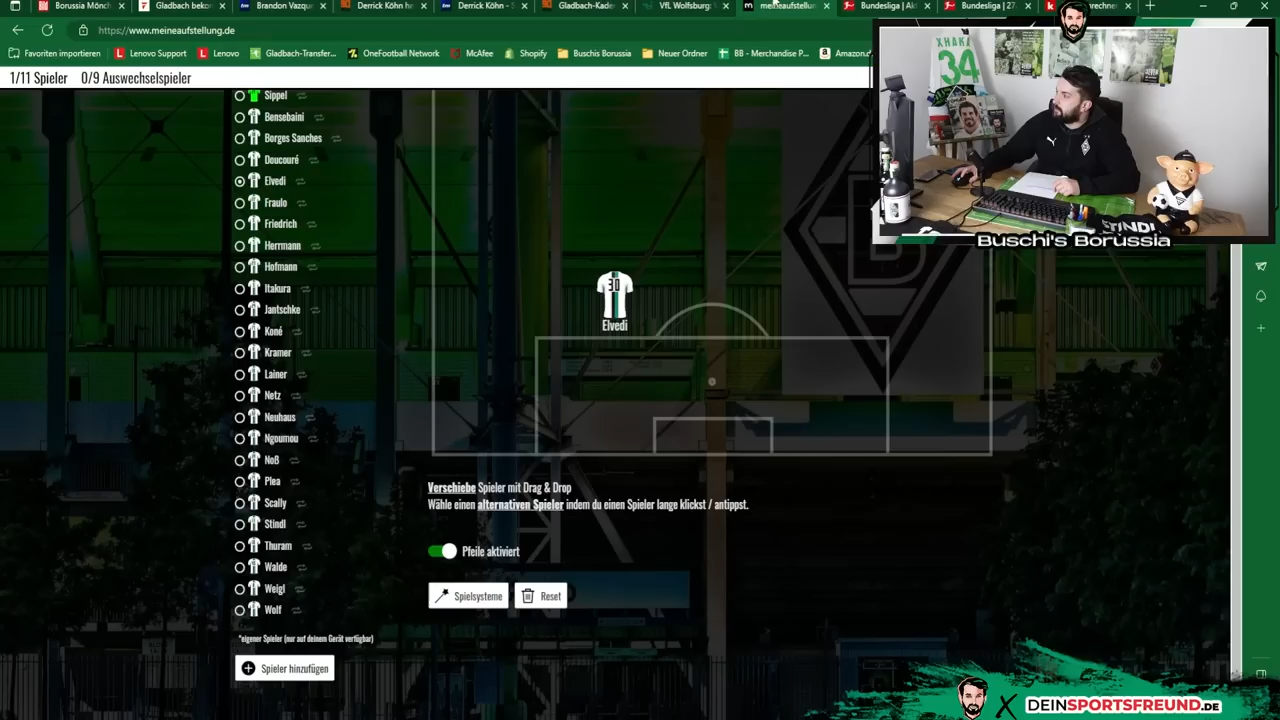 Borussia Mönch
Gladbach bekor
Brandon Vazque
Derrick Köhn h
Derrick Köhn - S
Gladbach-Kader
VfL Wolfsburg:
meineaufstellun
Bundesliga | Akt
Bundesliga | 27.
https://www.meineaufstellung.de
Favoriten importieren
Lenovo Support
Lenovo
Gladbach-Transfer...
OneFootball Network
McAfee
Shopify
Buschis Borussia
Neuer Ordner
BB - Merchandise P...
Amazon.d
1/11 Spieler 0/9 Auswechselspieler
XHAKA
34
Sippel
Bensebaini
Borges Sanches
Doucouré
Elvedi
Fraulo
Friedrich
Herrmann
Hofmann
Itakura
Jantschke
Koné
Kramer
Lainer
Netz
Neuhaus
Ngoumou
Noß
Plea
Scally
Stindl
Thuram
Walde
Weigl
Wolf
*eigener Spieler (nur auf deinem Gerät verfügbar)
Spieler hinzufügen
30
Elvedi
B
Verschiebe Spieler mit Drag & Drop
Wähle einen alternativen Spieler indem du einen Spieler lange klickst / antippst.
Pfeile aktiviert
Spielsysteme
Reset
STINDL
Buschi's Borussia
X DEINSPORTSFREUND.DE